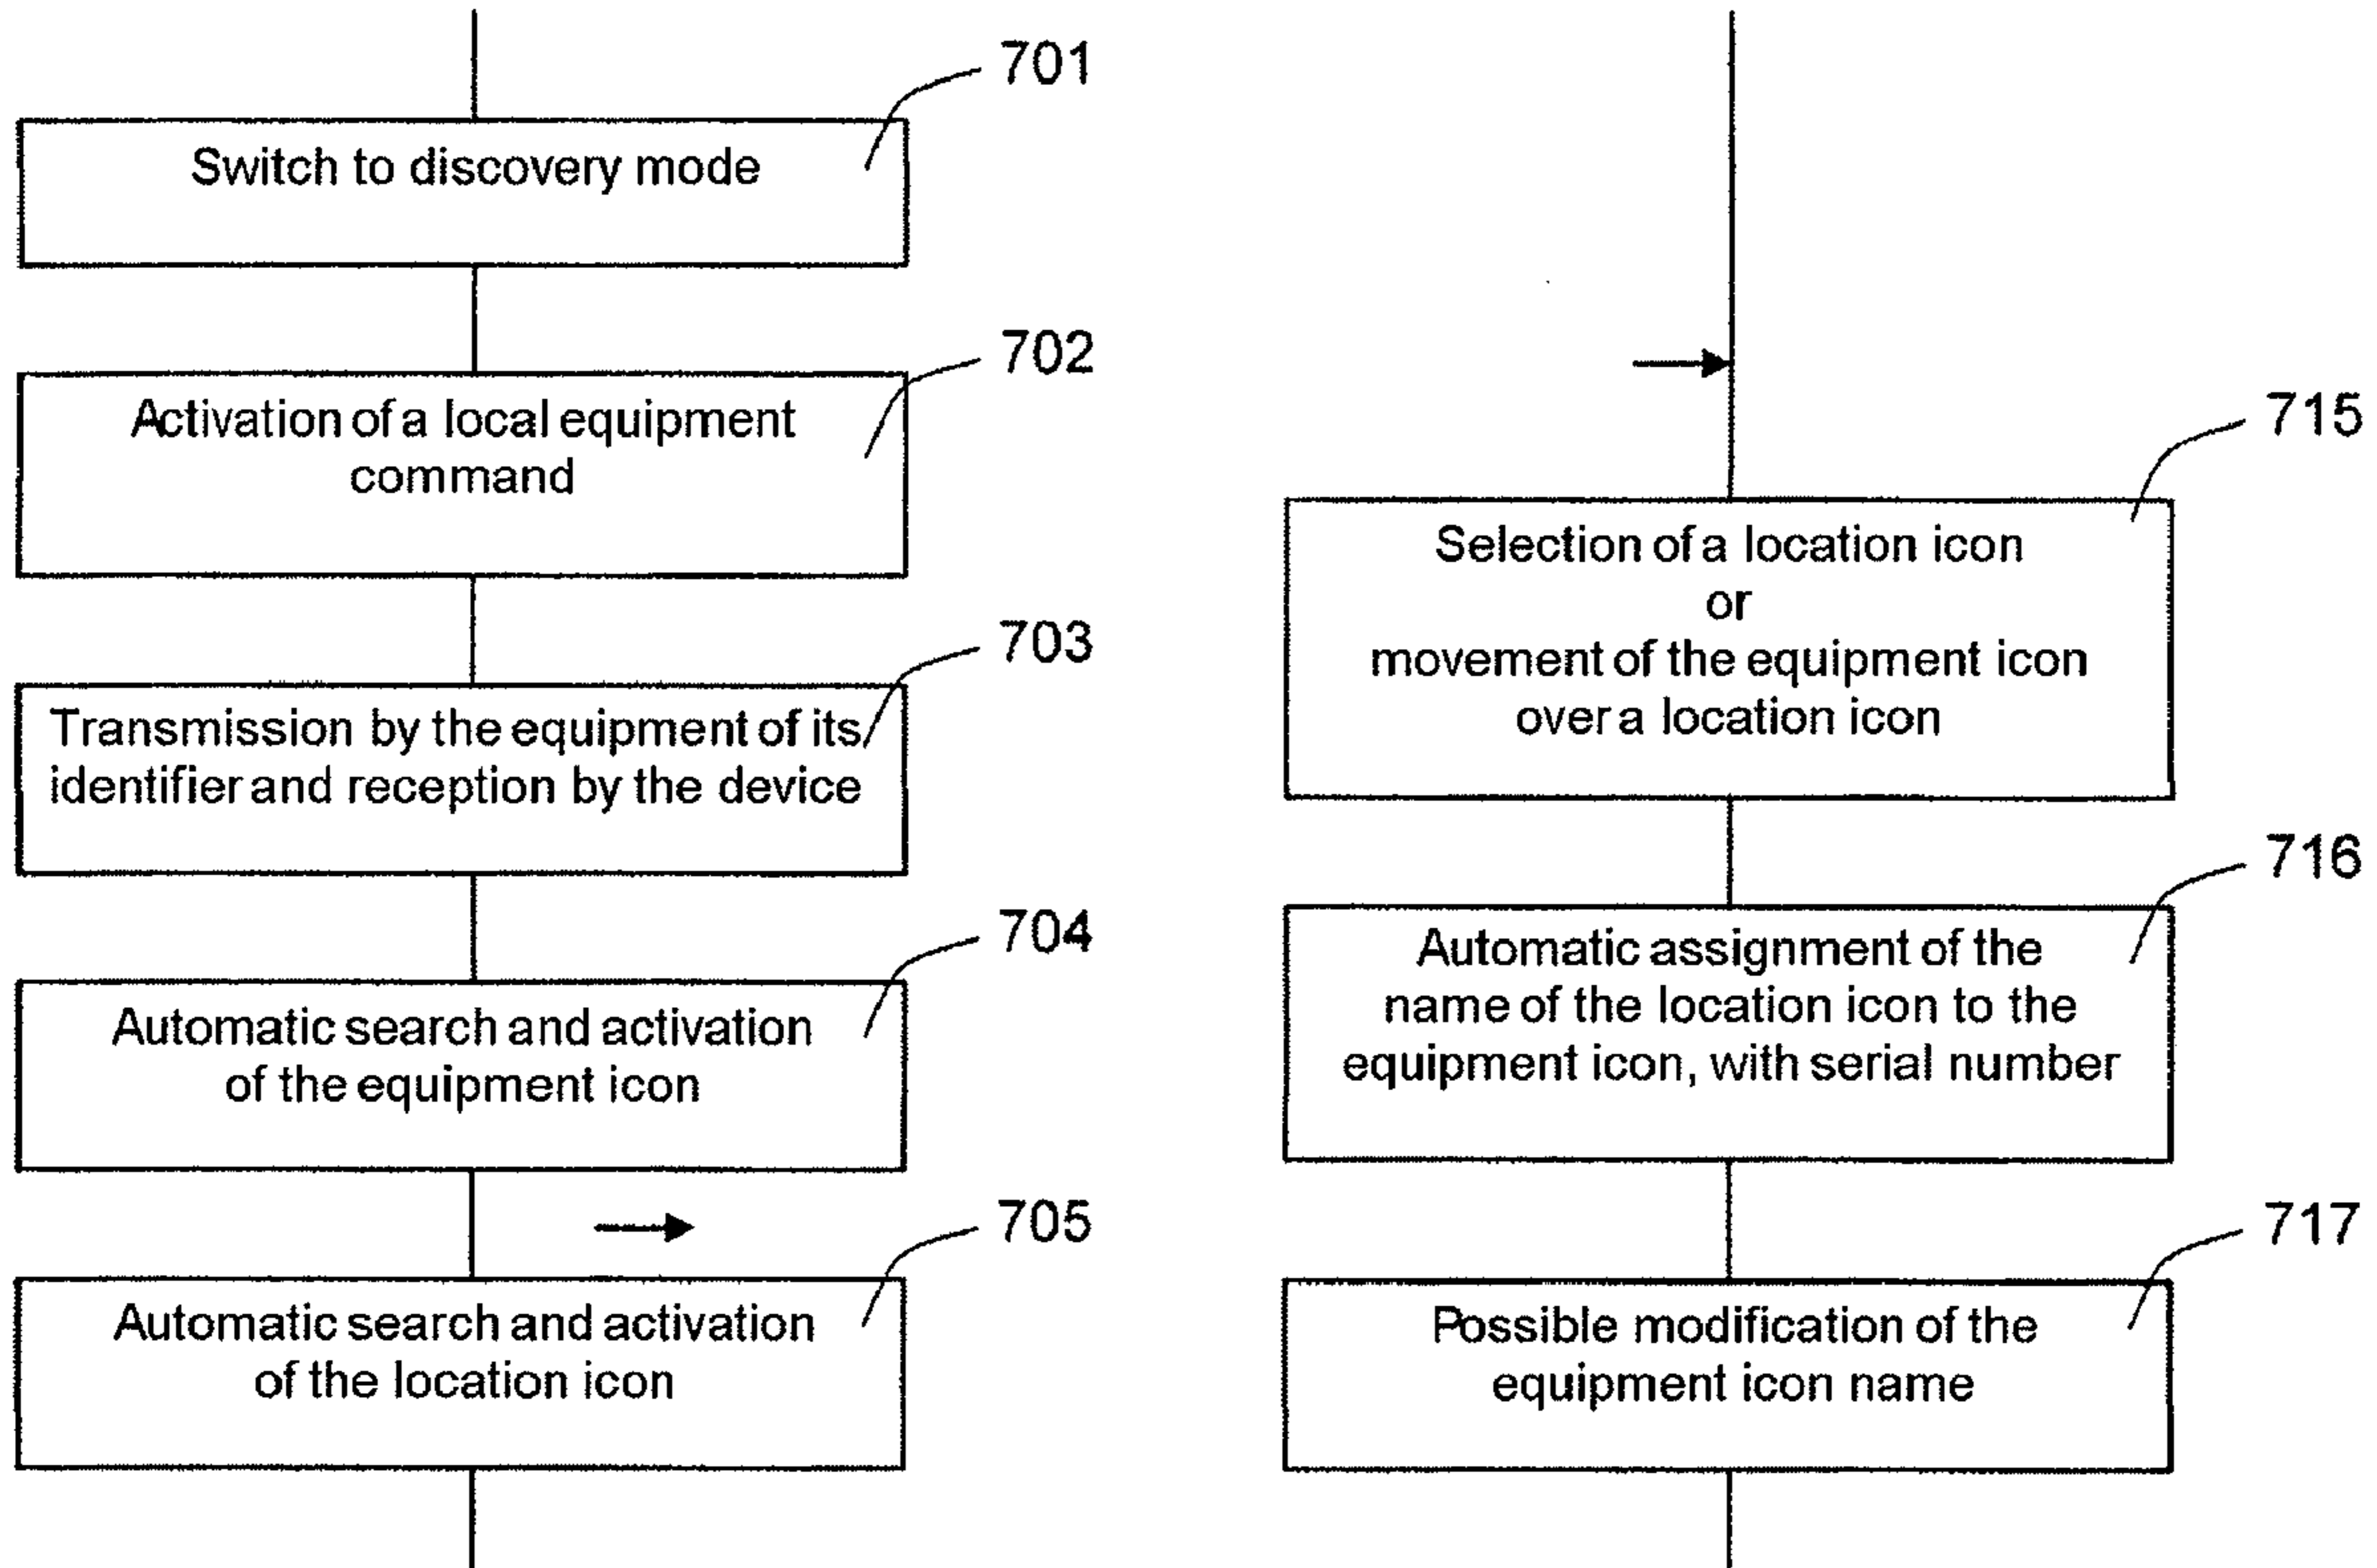 701
Switch to discovery mode
702
Activation of a local equipment
command
703
Transmission by the equipment of its
identifier and reception by the device
704
Automatic search and activation
of the equipment icon
705
Automatic search and activation
of the location icon
715
Selection of a location icon
or
movement of the equipment icon
over a location icon
716
Automatic assignment of the
name of the location icon to the
equipment icon, with serial number
717
Possible modification of the
equipment icon name